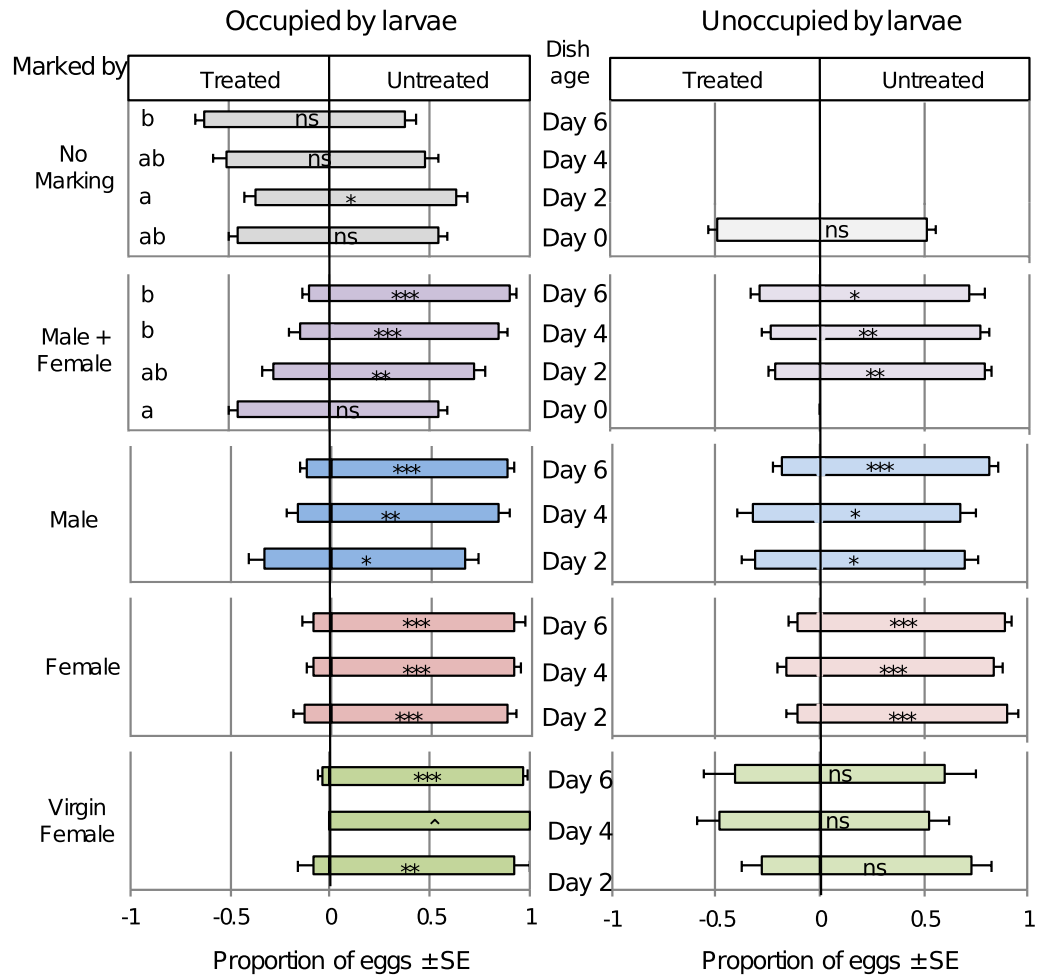 Occupied by larvae Unoccupied by larvae
Marked by Treated Untreated Dish age Treated Untreated
No Marking
b ns Day 6
ab ns Day 4
a * Day 2
ab ns Day 0 ns
Male + Female
b *** Day 6 *
b *** Day 4 **
ab ** Day 2 **
a ns Day 0
Male
*** Day 6 ***
** Day 4 *
* Day 2 *
Female
*** Day 6 ***
*** Day 4 ***
*** Day 2 ***
Virgin Female
*** Day 6 ns
^ Day 4 ns
** Day 2 ns
-1 -0.5 0 0.5 1 -1 -0.5 0 0.5 1
Proportion of eggs ±SE Proportion of eggs ±SE